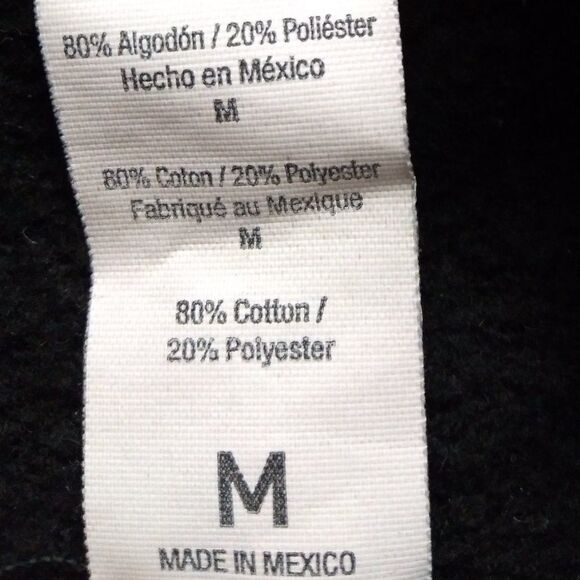 80% Algodón / 20% Poliéster
Hecho en México
M
80% Coton / 20% Polyester
Fabriqué au Mexique
M
80% Cotton /
20% Polyester
M
MADE IN MEXICO